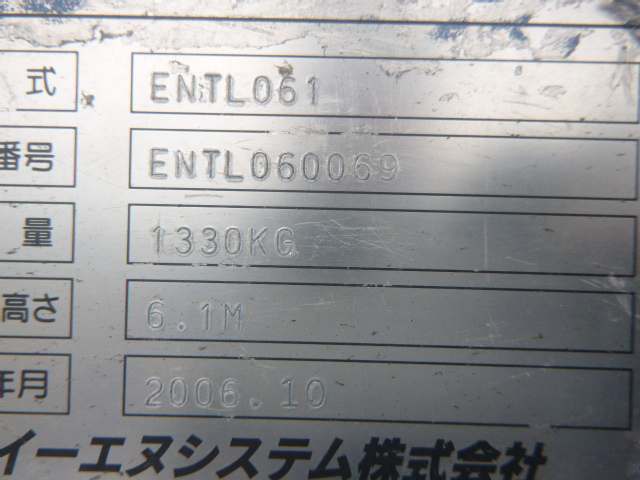 式 ENTL061
番号 ENTL060069
量 1330KG
高さ 6.1M
年月 2006.10
イーエヌシステム株式会社